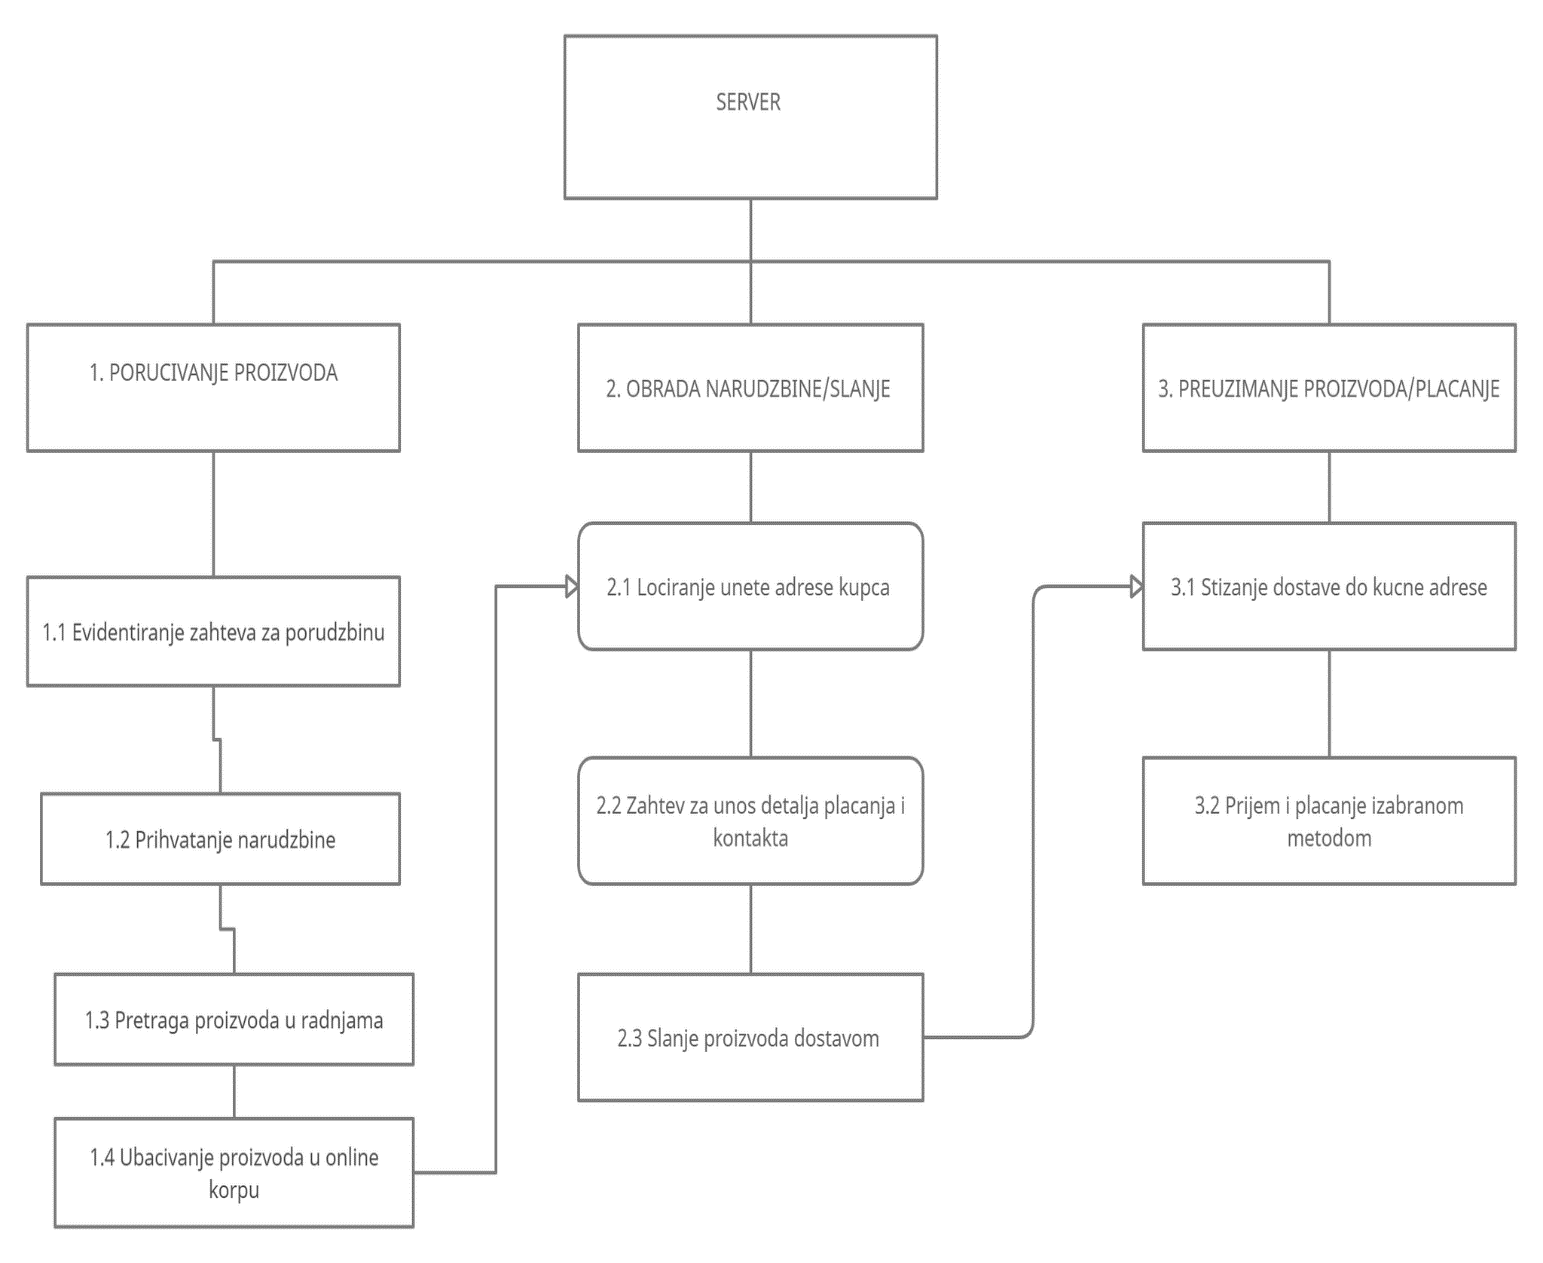 SERVER
1. PORUCIVANJE PROIZVODA
2. OBRADA NARUDZBINE/SLANJE
3. PREUZIMANJE PROIZVODA/PLACANJE
1.1 Evidentiranje zahteva za porudzbinu
1.2 Prihvatanje narudzbine
1.3 Pretraga proizvoda u radnjama
1.4 Ubacivanje proizvoda u online
korpu
2.1 Lociranje unete adrese kupca
2.2 Zahtev za unos detalja placanja i
kontakta
2.3 Slanje proizvoda dostavom
3.1 Stizanje dostave do kucne adrese
3.2 Prijem i placanje izabranom
metodom